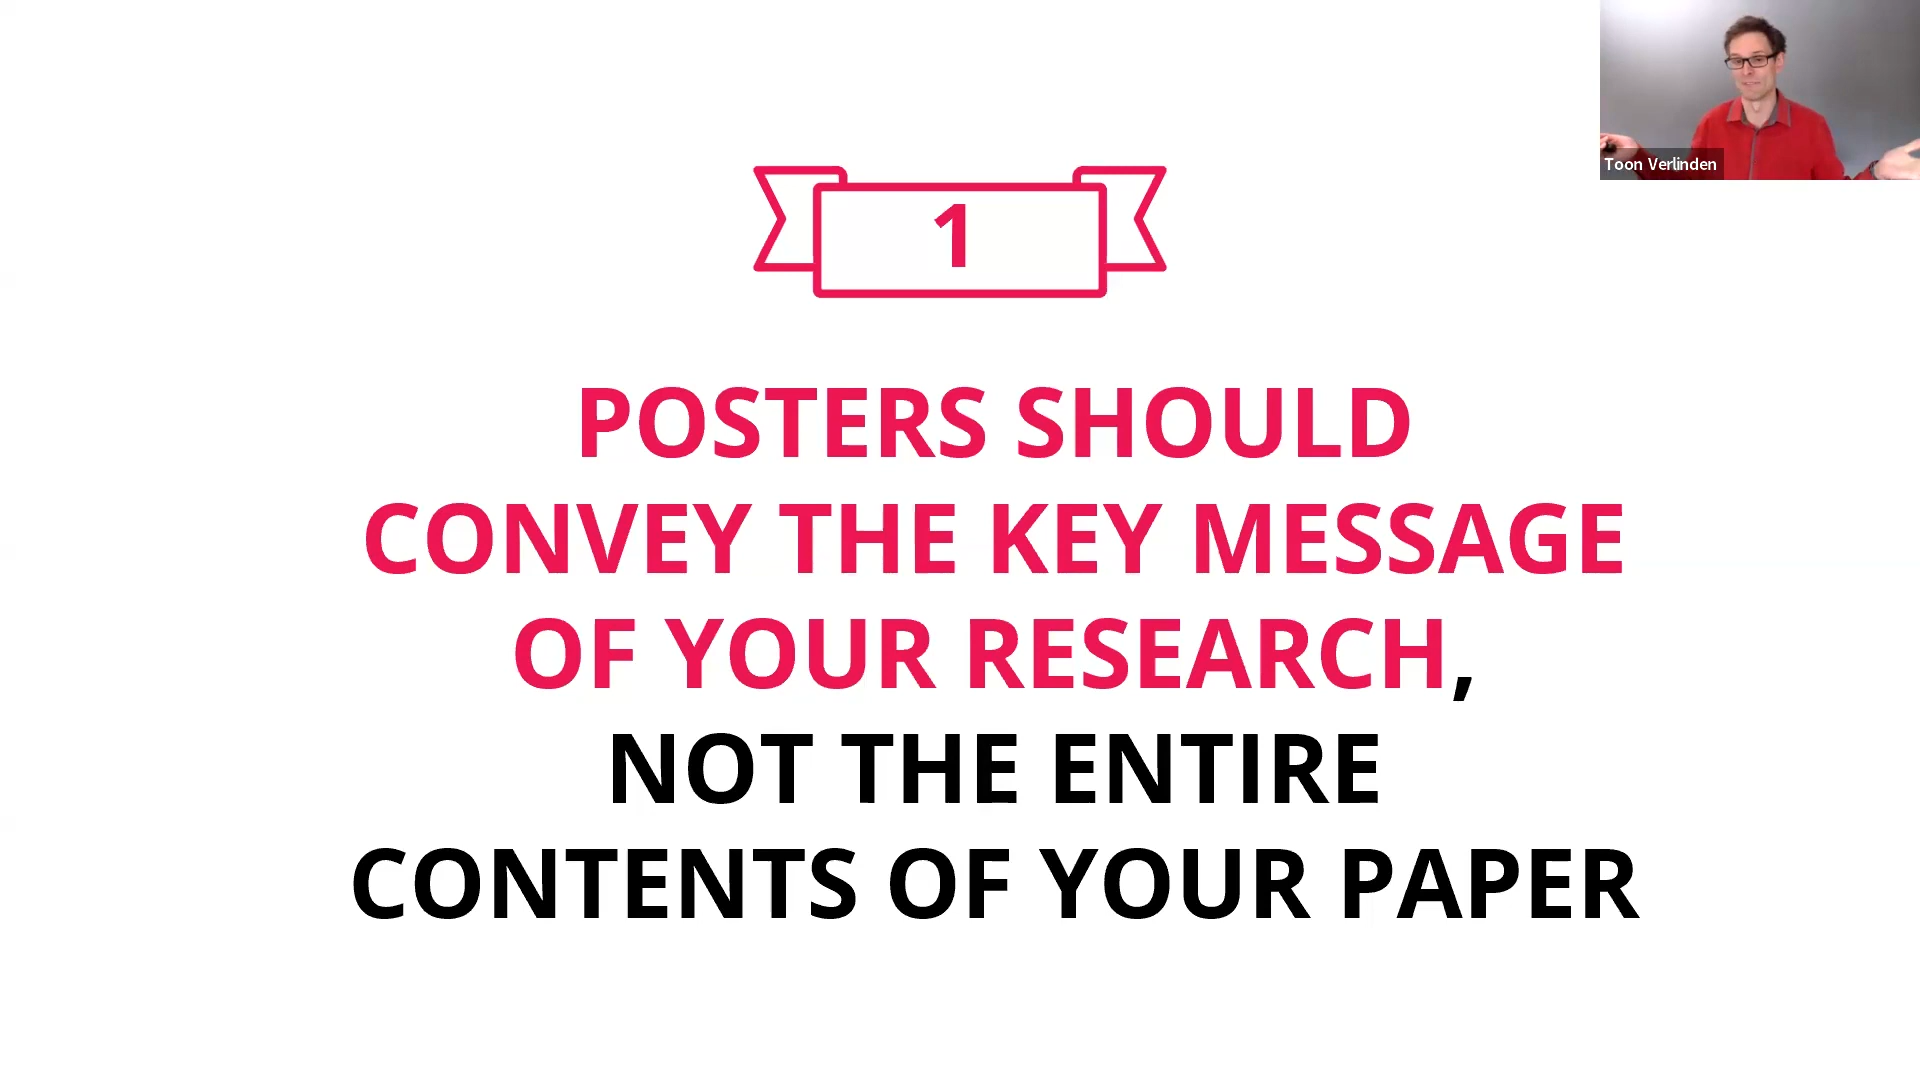 Toon Verlinden
1
POSTERS SHOULD
CONVEY THE KEY MESSAGE
OF YOUR RESEARCH,
NOT THE ENTIRE
CONTENTS OF YOUR PAPER